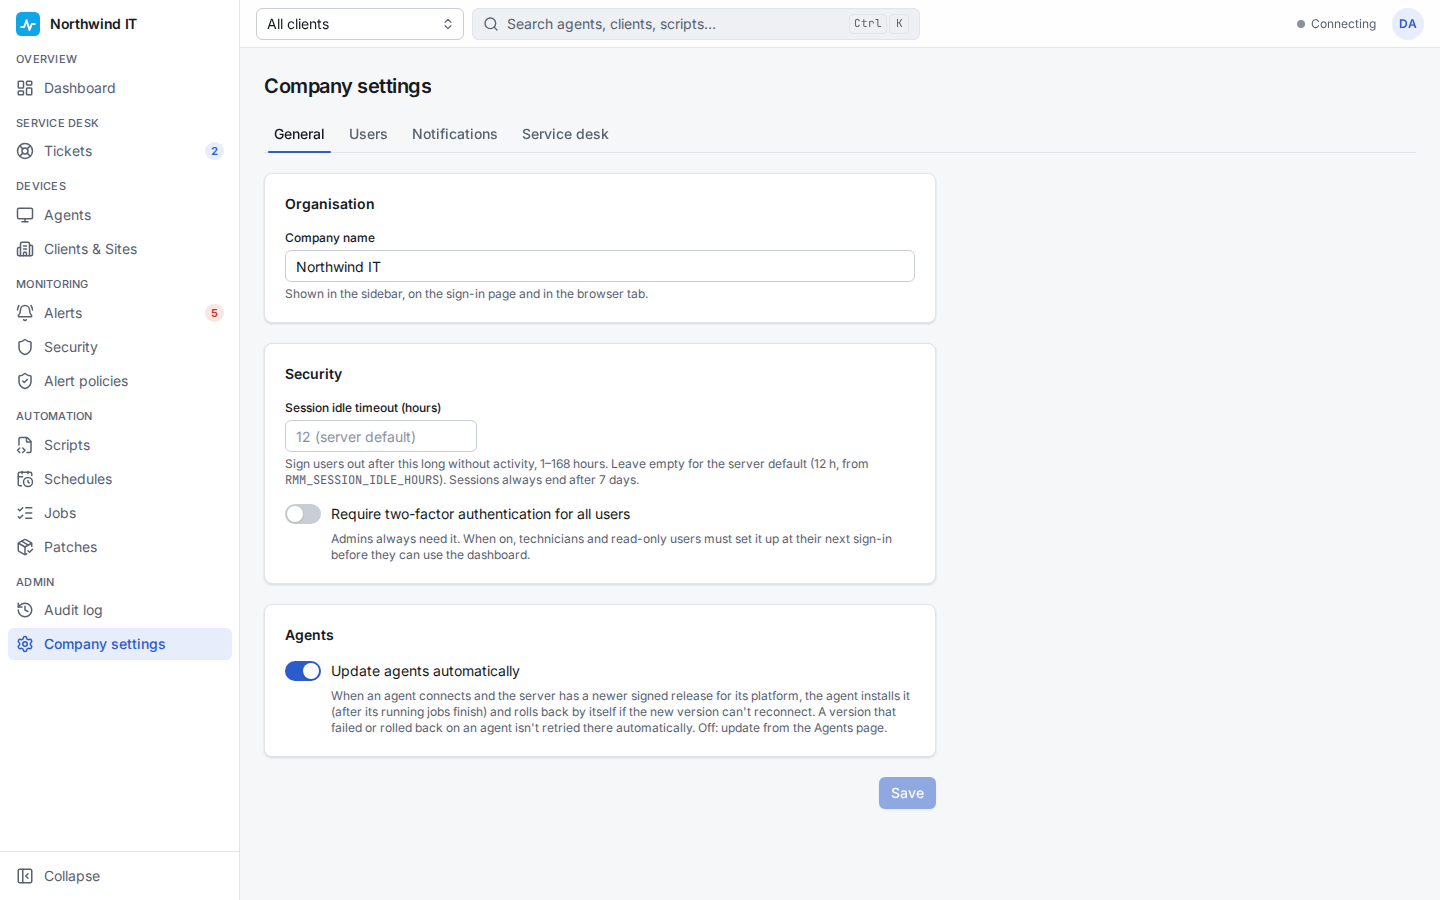 Northwind IT
OVERVIEW
Dashboard
SERVICE DESK
Tickets 2
DEVICES
Agents
Clients & Sites
MONITORING
Alerts 5
Security
Alert policies
AUTOMATION
Scripts
Schedules
Jobs
Patches
ADMIN
Audit log
Company settings
Collapse
All clients
Search agents, clients, scripts... Ctrl K
Connecting
DA
Company settings
General Users Notifications Service desk
Organisation
Company name
Northwind IT
Shown in the sidebar, on the sign-in page and in the browser tab.
Security
Session idle timeout (hours)
12 (server default)
Sign users out after this long without activity, 1–168 hours. Leave empty for the server default (12 h, from
RMM_SESSION_IDLE_HOURS). Sessions always end after 7 days.
Require two-factor authentication for all users
Admins always need it. When on, technicians and read-only users must set it up at their next sign-in
before they can use the dashboard.
Agents
Update agents automatically
When an agent connects and the server has a newer signed release for its platform, the agent installs it
(after its running jobs finish) and rolls back by itself if the new version can't reconnect. A version that
failed or rolled back on an agent isn't retried there automatically. Off: update from the Agents page.
Save